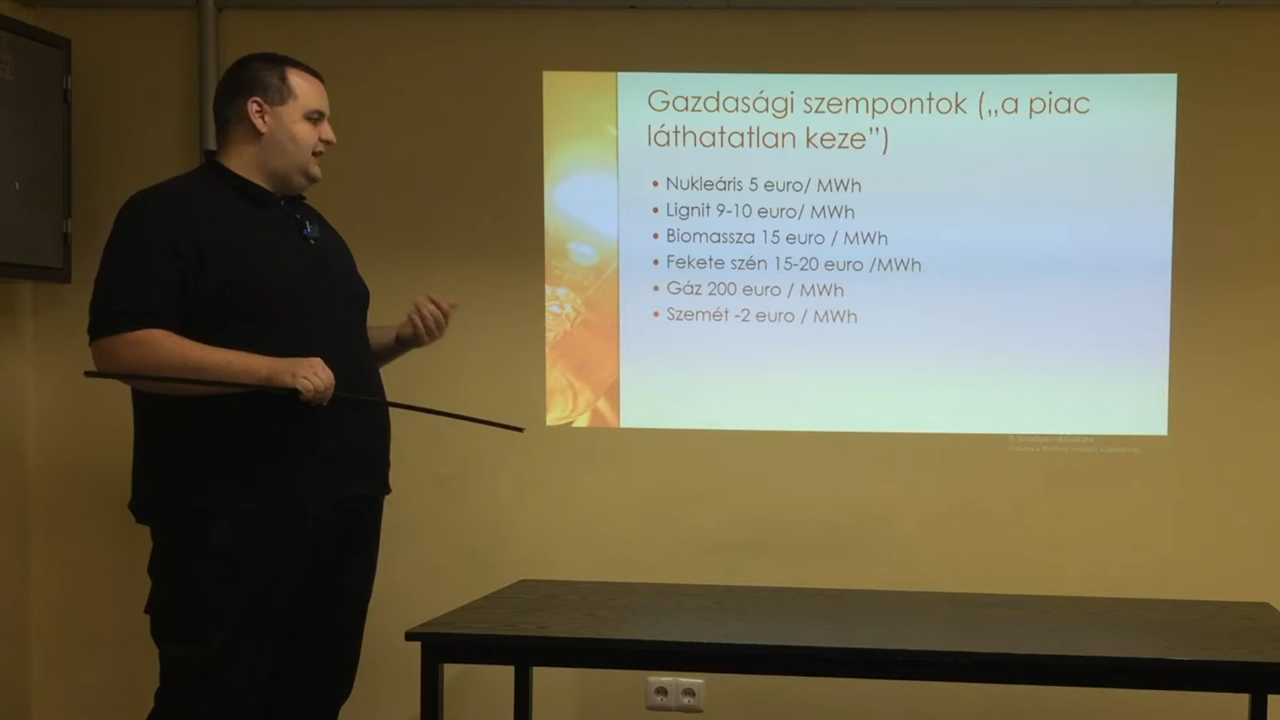 Gazdasági szempontok („a piac
láthatatlan keze”)
• Nukleáris 5 euro/ MWh
• Lignit 9-10 euro/ MWh
• Biomassza 15 euro / MWh
• Fekete szén 15-20 euro /MWh
• Gáz 200 euro / MWh
• Szemét -2 euro / MWh